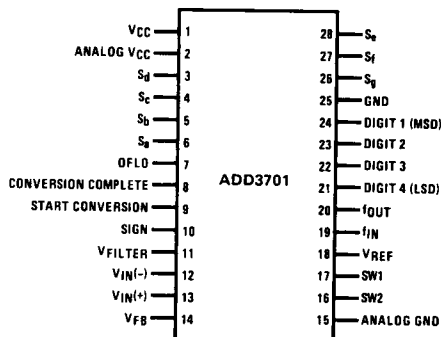 VCC 1
ANALOG VCC 2
Sd 3
Sc 4
Sb 5
Sa 6
OFLO 7
CONVERSION COMPLETE 8
START CONVERSION 9
SIGN 10
VFILTER 11
VIN(−) 12
VIN(+) 13
VFB 14
ADD3701
28 Se
27 Sf
26 Sg
25 GND
24 DIGIT 1 (MSD)
23 DIGIT 2
22 DIGIT 3
21 DIGIT 4 (LSD)
20 fOUT
19 fIN
18 VREF
17 SW1
16 SW2
15 ANALOG GND